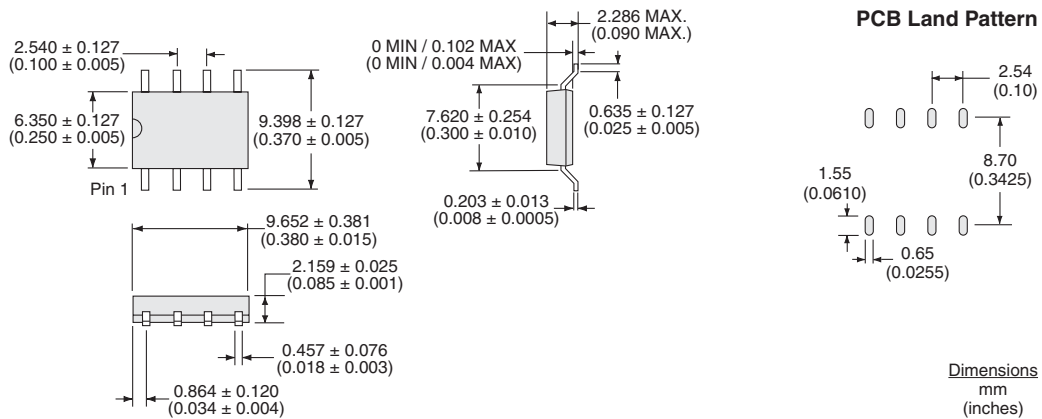 2.540 ± 0.127
(0.100 ± 0.005)
6.350 ± 0.127
(0.250 ± 0.005)
9.398 ± 0.127
(0.370 ± 0.005)
Pin 1
9.652 ± 0.381
(0.380 ± 0.015)
2.159 ± 0.025
(0.085 ± 0.001)
0.457 ± 0.076
(0.018 ± 0.003)
0.864 ± 0.120
(0.034 ± 0.004)
2.286 MAX.
(0.090 MAX.)
0 MIN / 0.102 MAX
(0 MIN / 0.004 MAX)
7.620 ± 0.254
(0.300 ± 0.010)
0.635 ± 0.127
(0.025 ± 0.005)
0.203 ± 0.013
(0.008 ± 0.0005)
PCB Land Pattern
2.54
(0.10)
8.70
(0.3425)
1.55
(0.0610)
0.65
(0.0255)
Dimensions
mm
(inches)